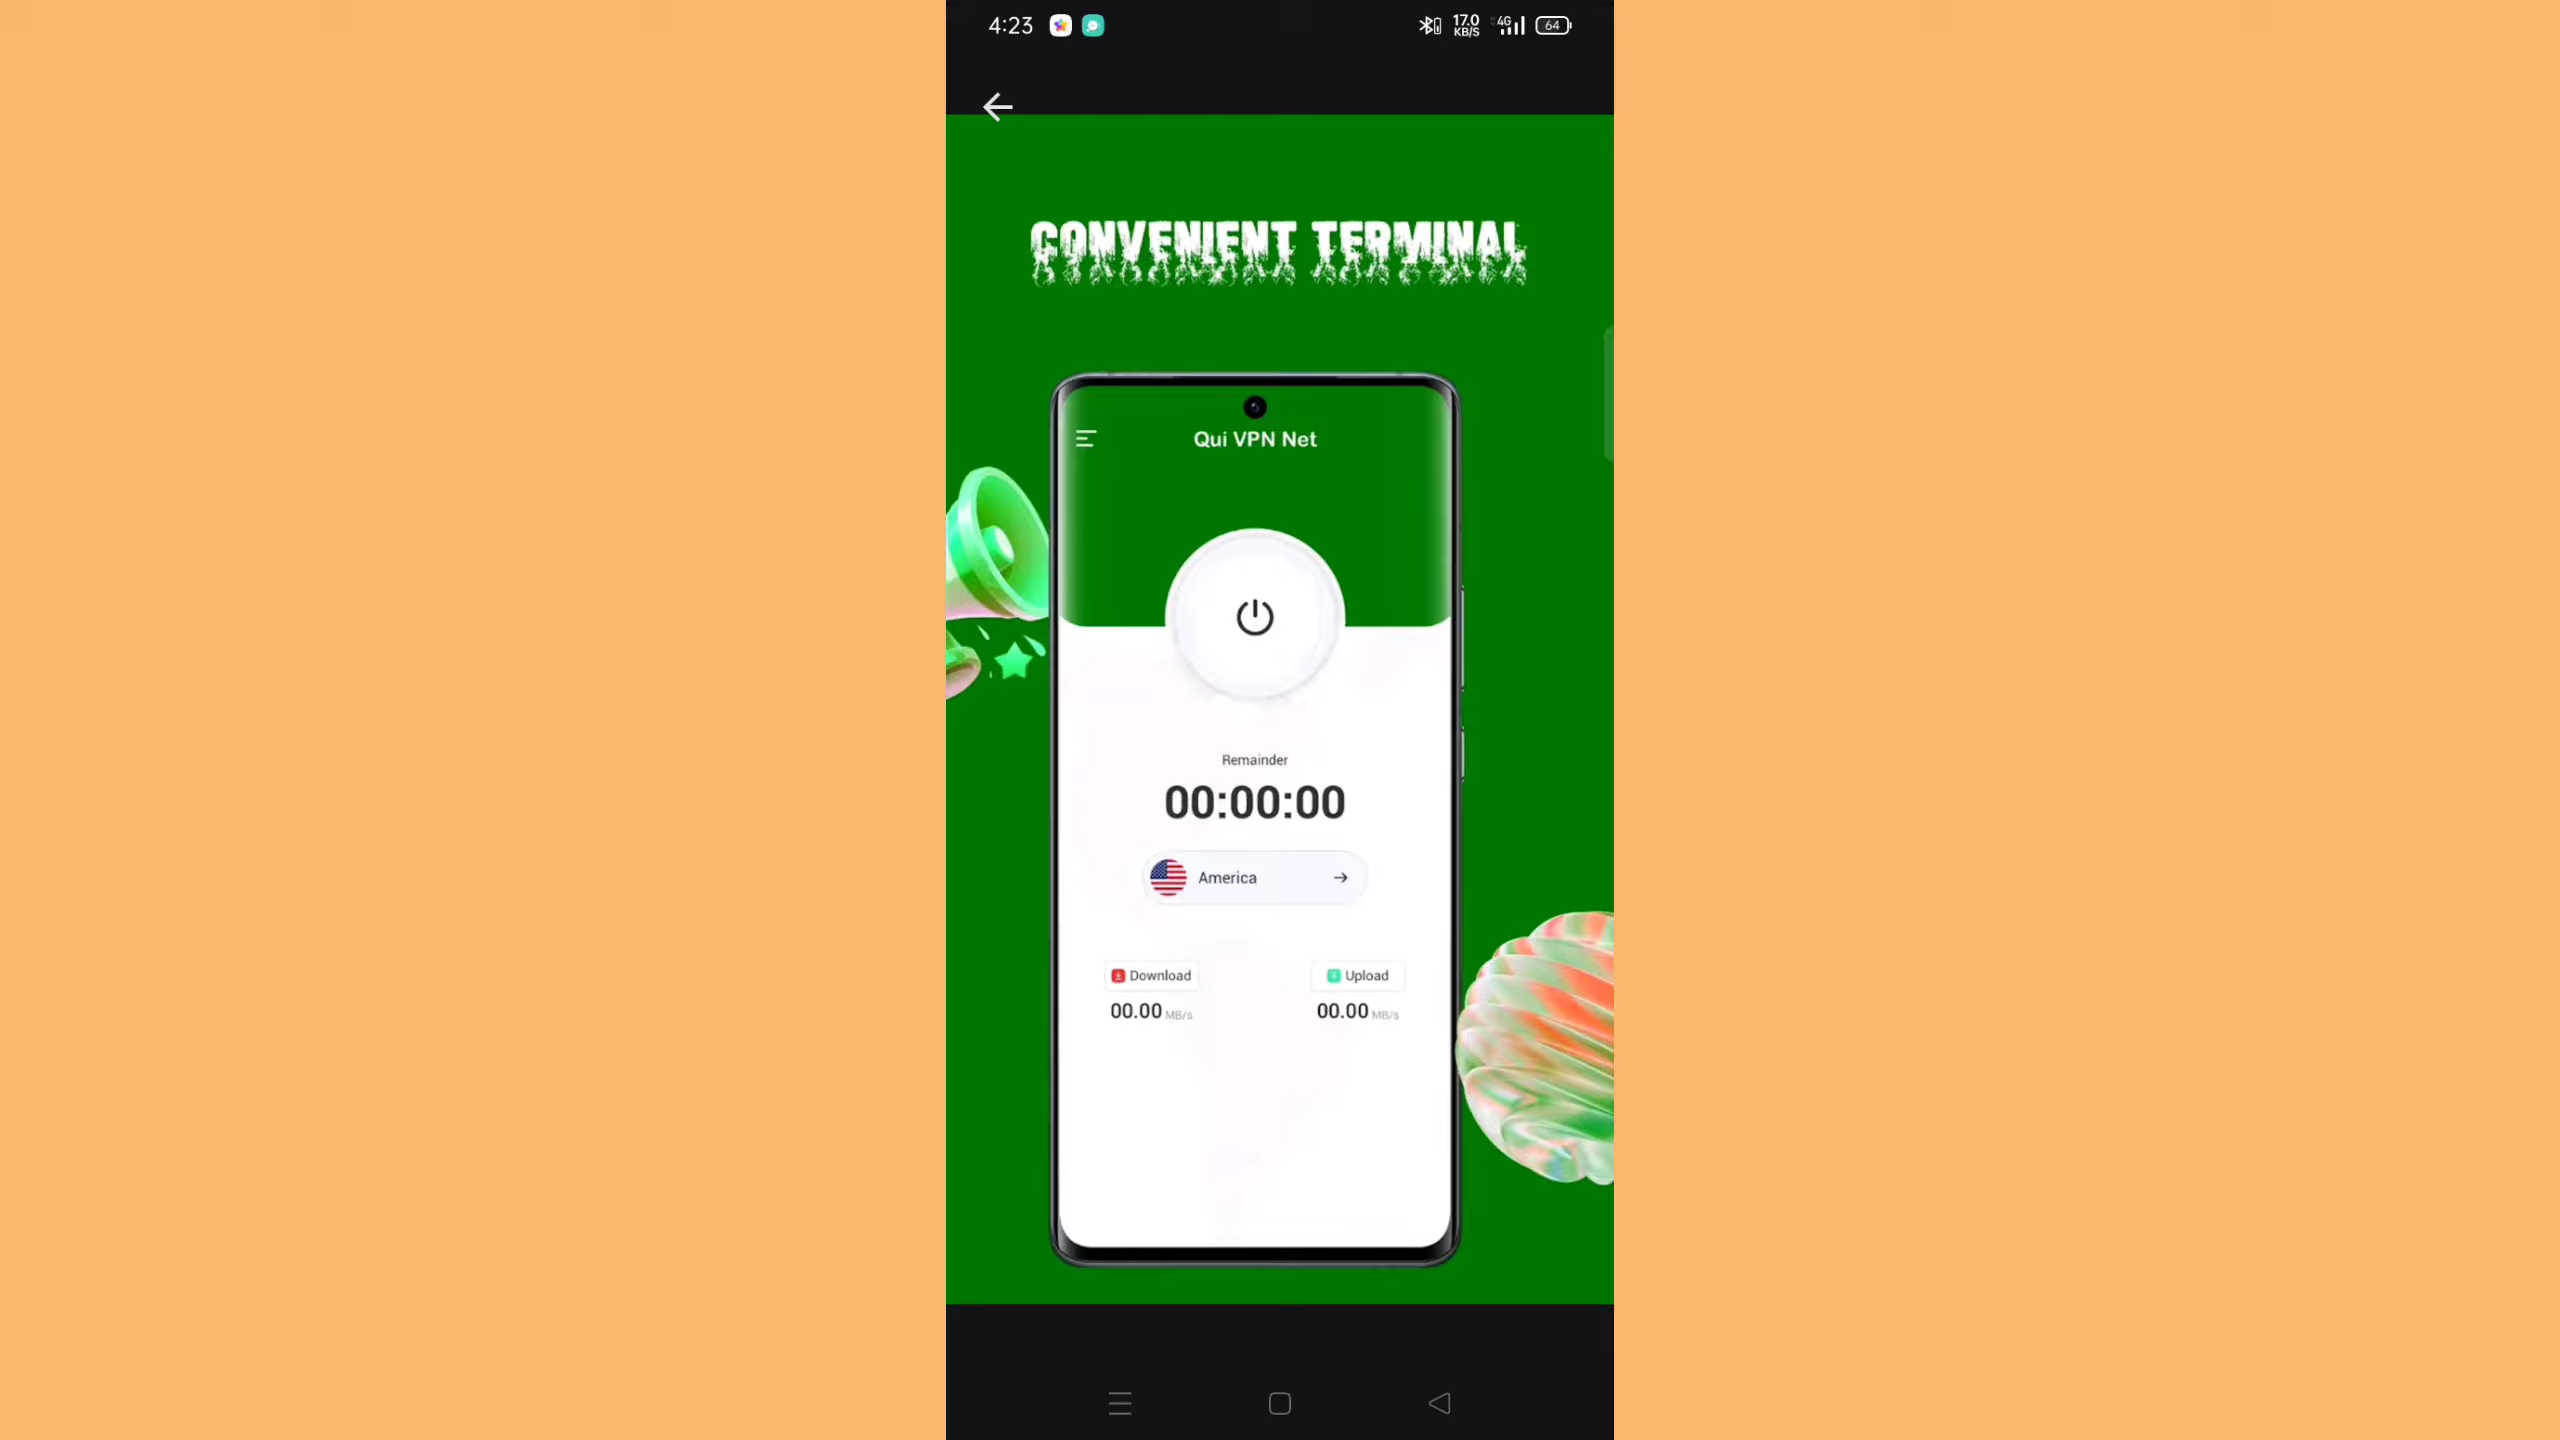 4:23
17.0
KB/S
4G
64
CONVENIENT TERMINAL
Qui VPN Net
Remainder
00:00:00
America
Download
Upload
00.00 MB/s
00.00 MB/s